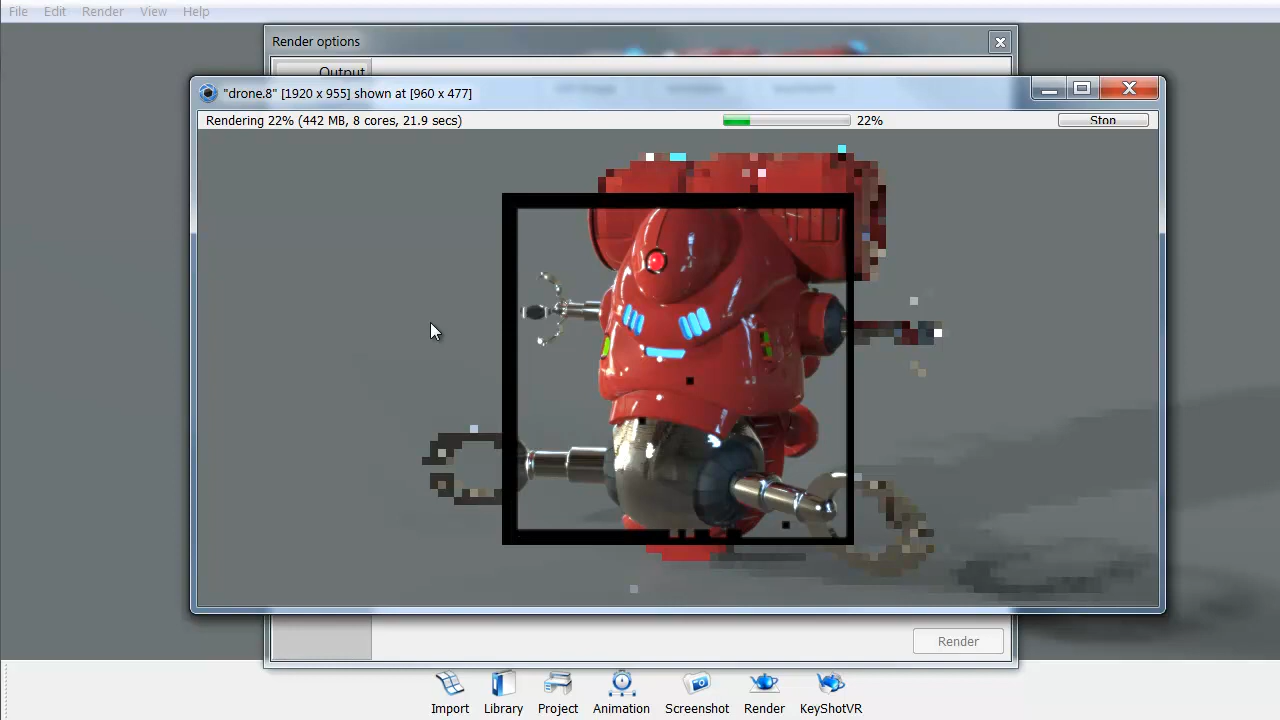 File Edit Render View Help
Render options
Output
"drone.8" [1920 x 955] shown at [960 x 477]
Rendering 22% (442 MB, 8 cores, 21.9 secs) 22% Stop
Render
Import Library Project Animation Screenshot Render KeyShotVR